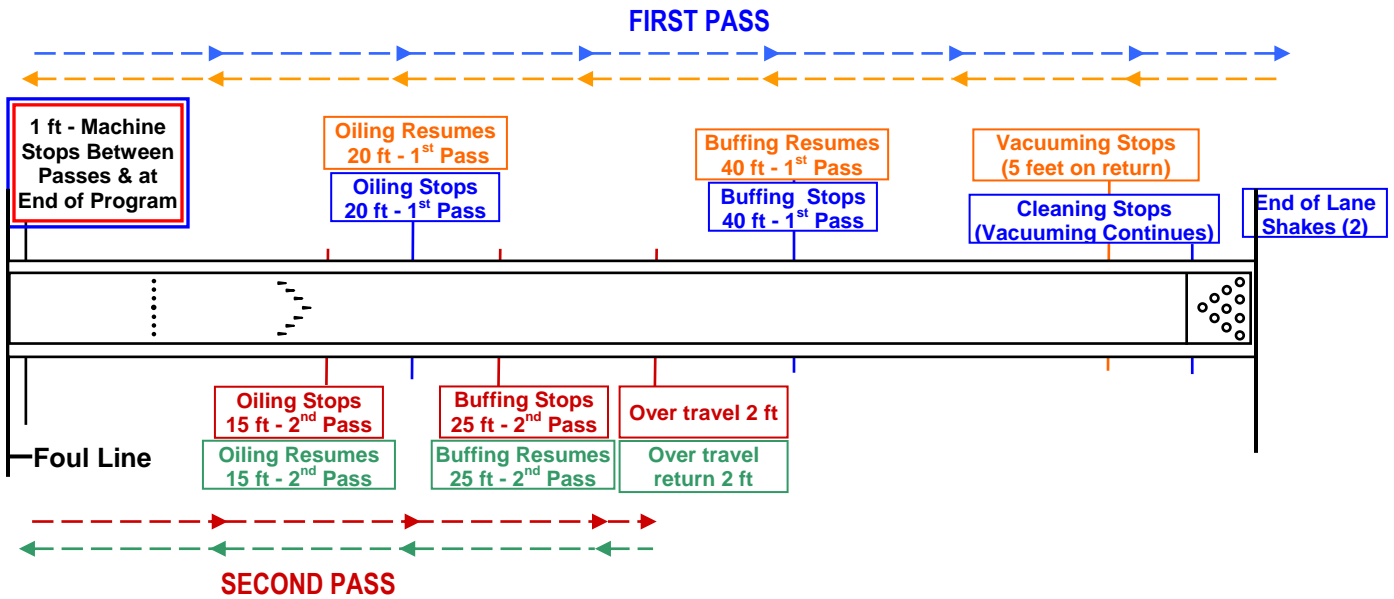 FIRST PASS
1 ft - Machine
Stops Between
Passes & at
End of Program
Oiling Resumes
20 ft - 1st Pass
Oiling Stops
20 ft - 1st Pass
Buffing Resumes
40 ft - 1st Pass
Buffing  Stops
40 ft - 1st Pass
Vacuuming Stops
(5 feet on return)
Cleaning Stops
(Vacuuming Continues)
End of Lane
Shakes (2)
Foul Line
Oiling Stops
15 ft - 2nd Pass
Oiling Resumes
15 ft - 2nd Pass
Buffing Stops
25 ft - 2nd Pass
Buffing Resumes
25 ft - 2nd Pass
Over travel 2 ft
Over travel
return 2 ft
SECOND PASS